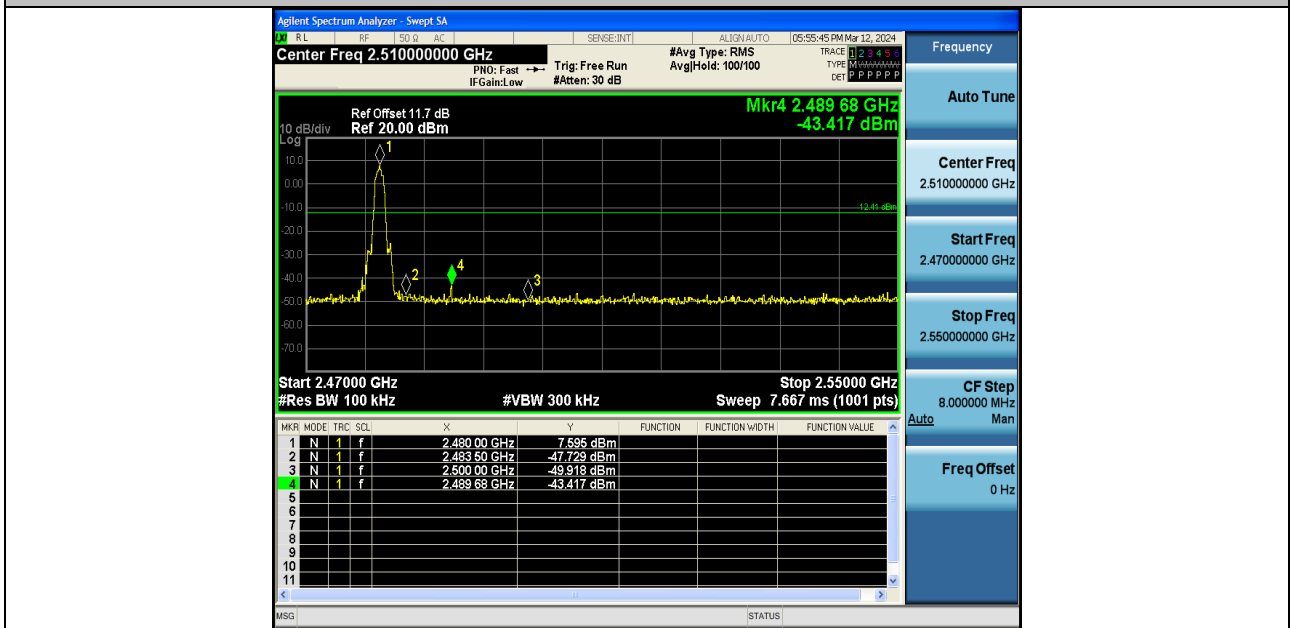 Agilent Spectrum Analyzer - Swept SA
LXI RL RF 50 Ω AC SENSE:INT ALIGN AUTO 05:55:45 PM Mar 12, 2024
Center Freq 2.510000000 GHz
PNO: Fast
IFGain:Low
Trig: Free Run
#Atten: 30 dB
#Avg Type: RMS
Avg|Hold: 100/100
TRACE 1 2 3 4 5 6
TYPE M
DET P P P P P P
Mkr4 2.489 68 GHz
-43.417 dBm
Ref Offset 11.7 dB
10 dB/div Ref 20.00 dBm
Log
10.0
0.00
-10.0
-20.0
-30.0
-40.0
-50.0
-60.0
-70.0
-12.41 dBm
1
2
4
3
Start 2.47000 GHz Stop 2.55000 GHz
#Res BW 100 kHz #VBW 300 kHz Sweep 7.667 ms (1001 pts)
MKR MODE TRC SCL X Y FUNCTION FUNCTION WIDTH FUNCTION VALUE
1 N 1 f 2.480 00 GHz 7.595 dBm
2 N 1 f 2.483 50 GHz -47.729 dBm
3 N 1 f 2.500 00 GHz -49.918 dBm
4 N 1 f 2.489 68 GHz -43.417 dBm
5
6
7
8
9
10
11
MSG STATUS
Frequency
Auto Tune
Center Freq
2.510000000 GHz
Start Freq
2.470000000 GHz
Stop Freq
2.550000000 GHz
CF Step
8.000000 MHz
Auto Man
Freq Offset
0 Hz